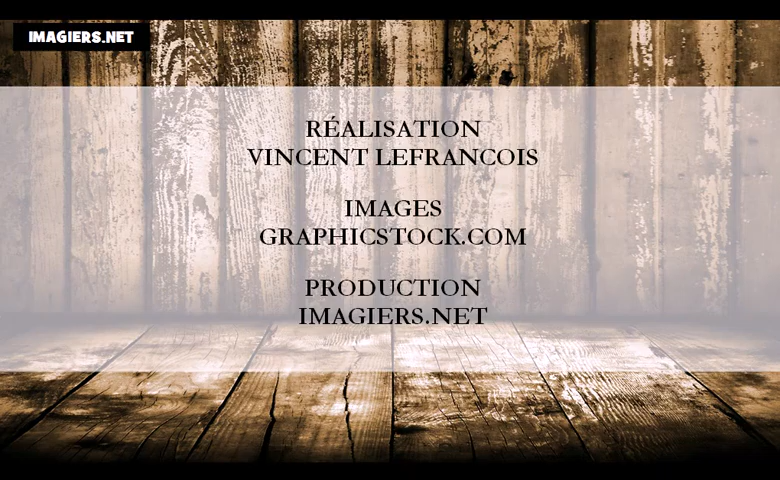 IMAGIERS.NET
RÉALISATION
VINCENT LEFRANCOIS
IMAGES
GRAPHICSTOCK.COM
PRODUCTION
IMAGIERS.NET